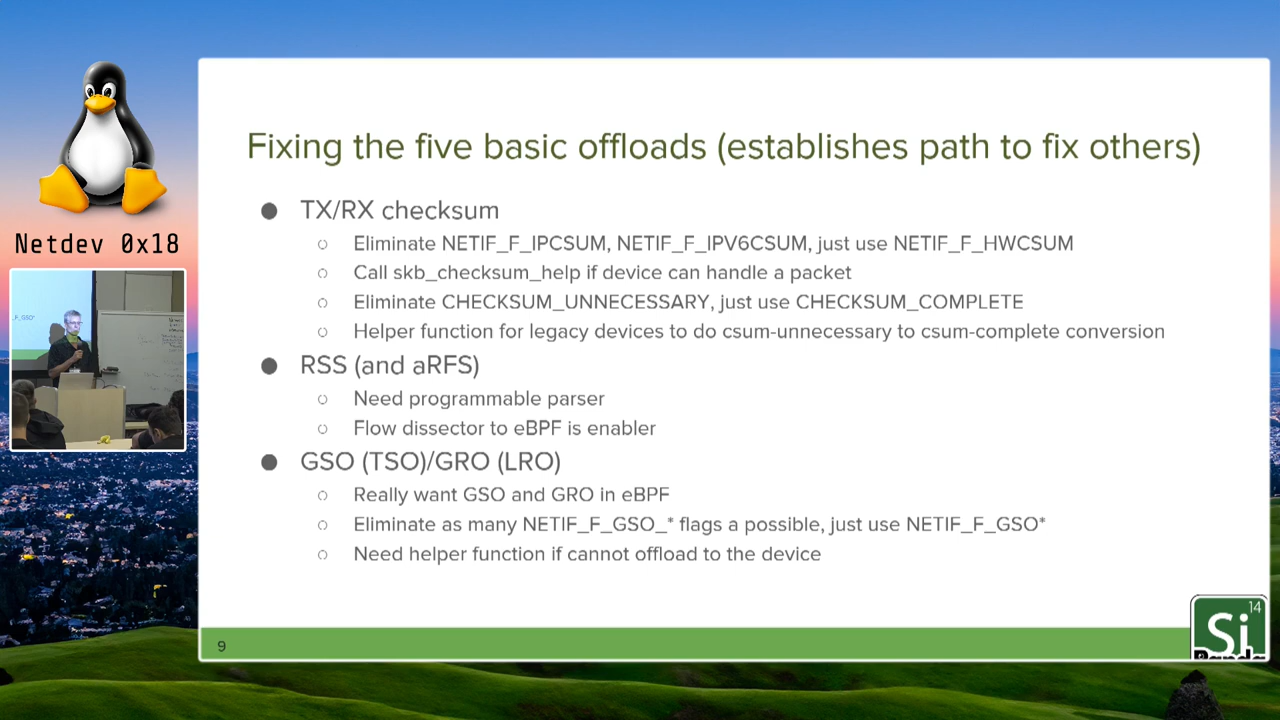 Fixing the five basic offloads (establishes path to fix others)
● TX/RX checksum
○ Eliminate NETIF_F_IPCSUM, NETIF_F_IPV6CSUM, just use NETIF_F_HWCSUM
○ Call skb_checksum_help if device can handle a packet
○ Eliminate CHECKSUM_UNNECESSARY, just use CHECKSUM_COMPLETE
○ Helper function for legacy devices to do csum-unnecessary to csum-complete conversion
● RSS (and aRFS)
○ Need programmable parser
○ Flow dissector to eBPF is enabler
● GSO (TSO)/GRO (LRO)
○ Really want GSO and GRO in eBPF
○ Eliminate as many NETIF_F_GSO_* flags a possible, just use NETIF_F_GSO*
○ Need helper function if cannot offload to the device
9
14
Si
Panda
Netdev 0x18
_F_GSO*